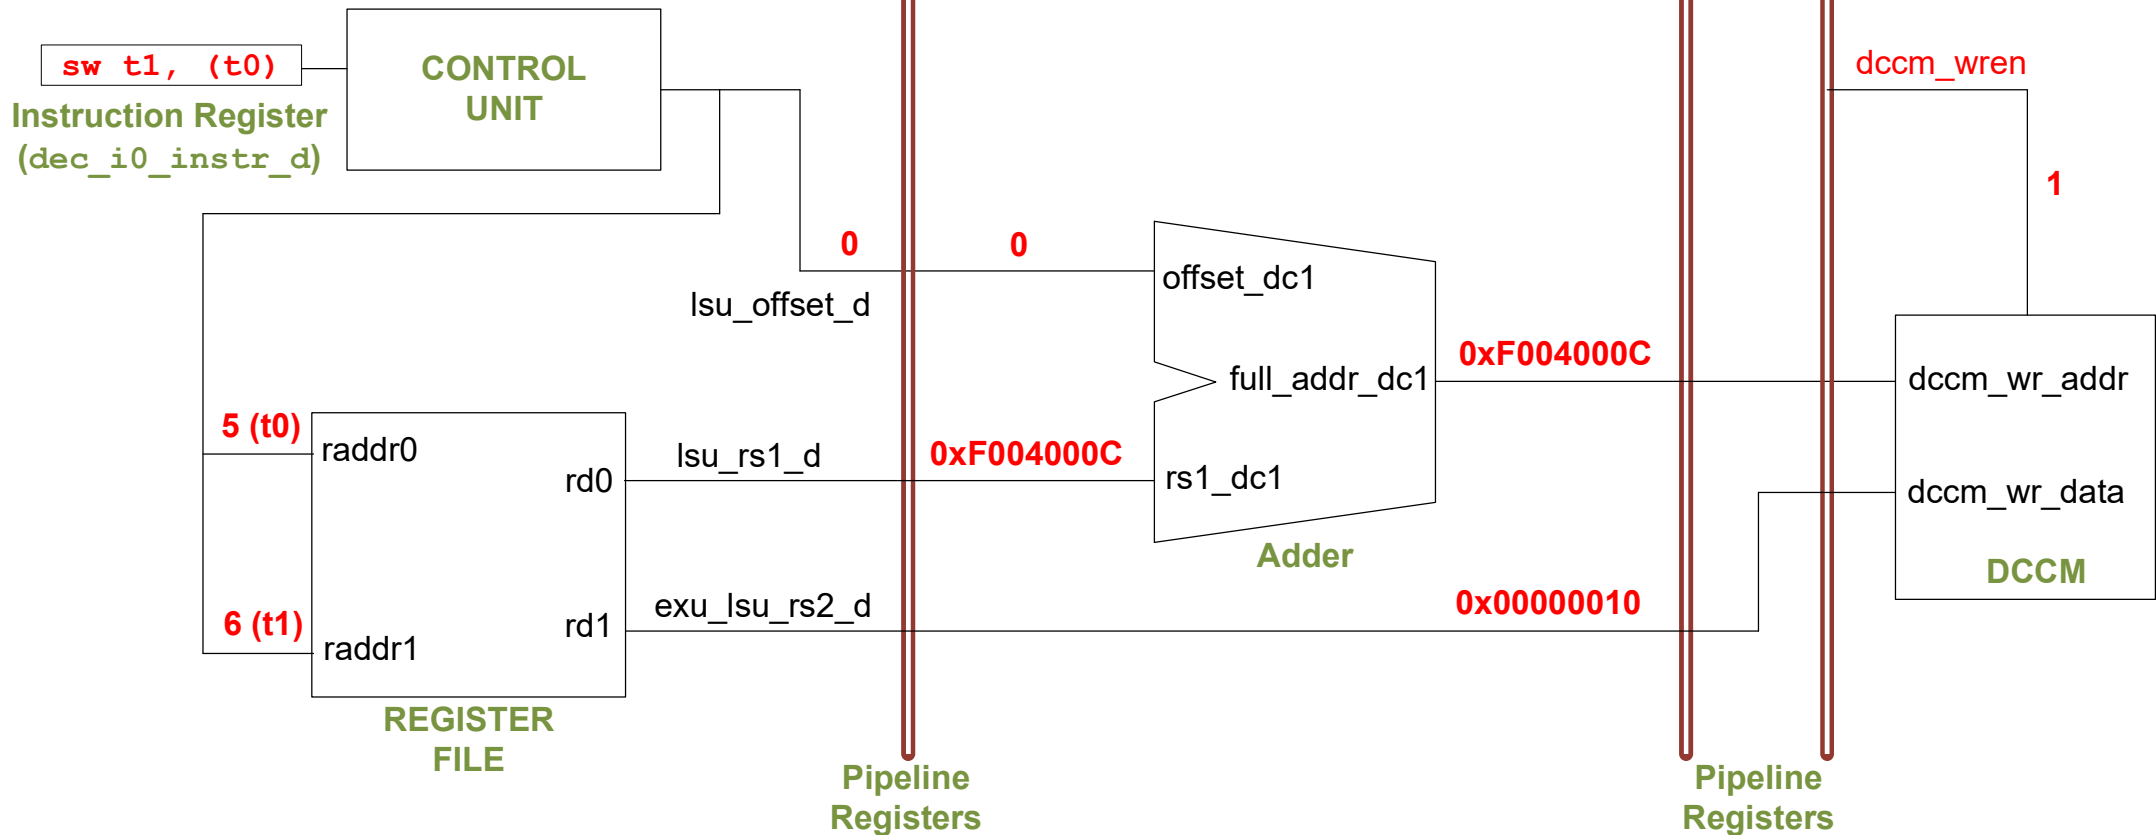 sw t1, (t0)
Instruction Register
(dec_i0_instr_d)
CONTROL
UNIT
dccm_wren
1
0
0
lsu_offset_d
offset_dc1
full_addr_dc1
rs1_dc1
Adder
0xF004000C
dccm_wr_addr
dccm_wr_data
DCCM
5 (t0)
raddr0
rd0
lsu_rs1_d
0xF004000C
6 (t1)
raddr1
rd1
exu_lsu_rs2_d
0x00000010
REGISTER
FILE
Pipeline
Registers
Pipeline
Registers